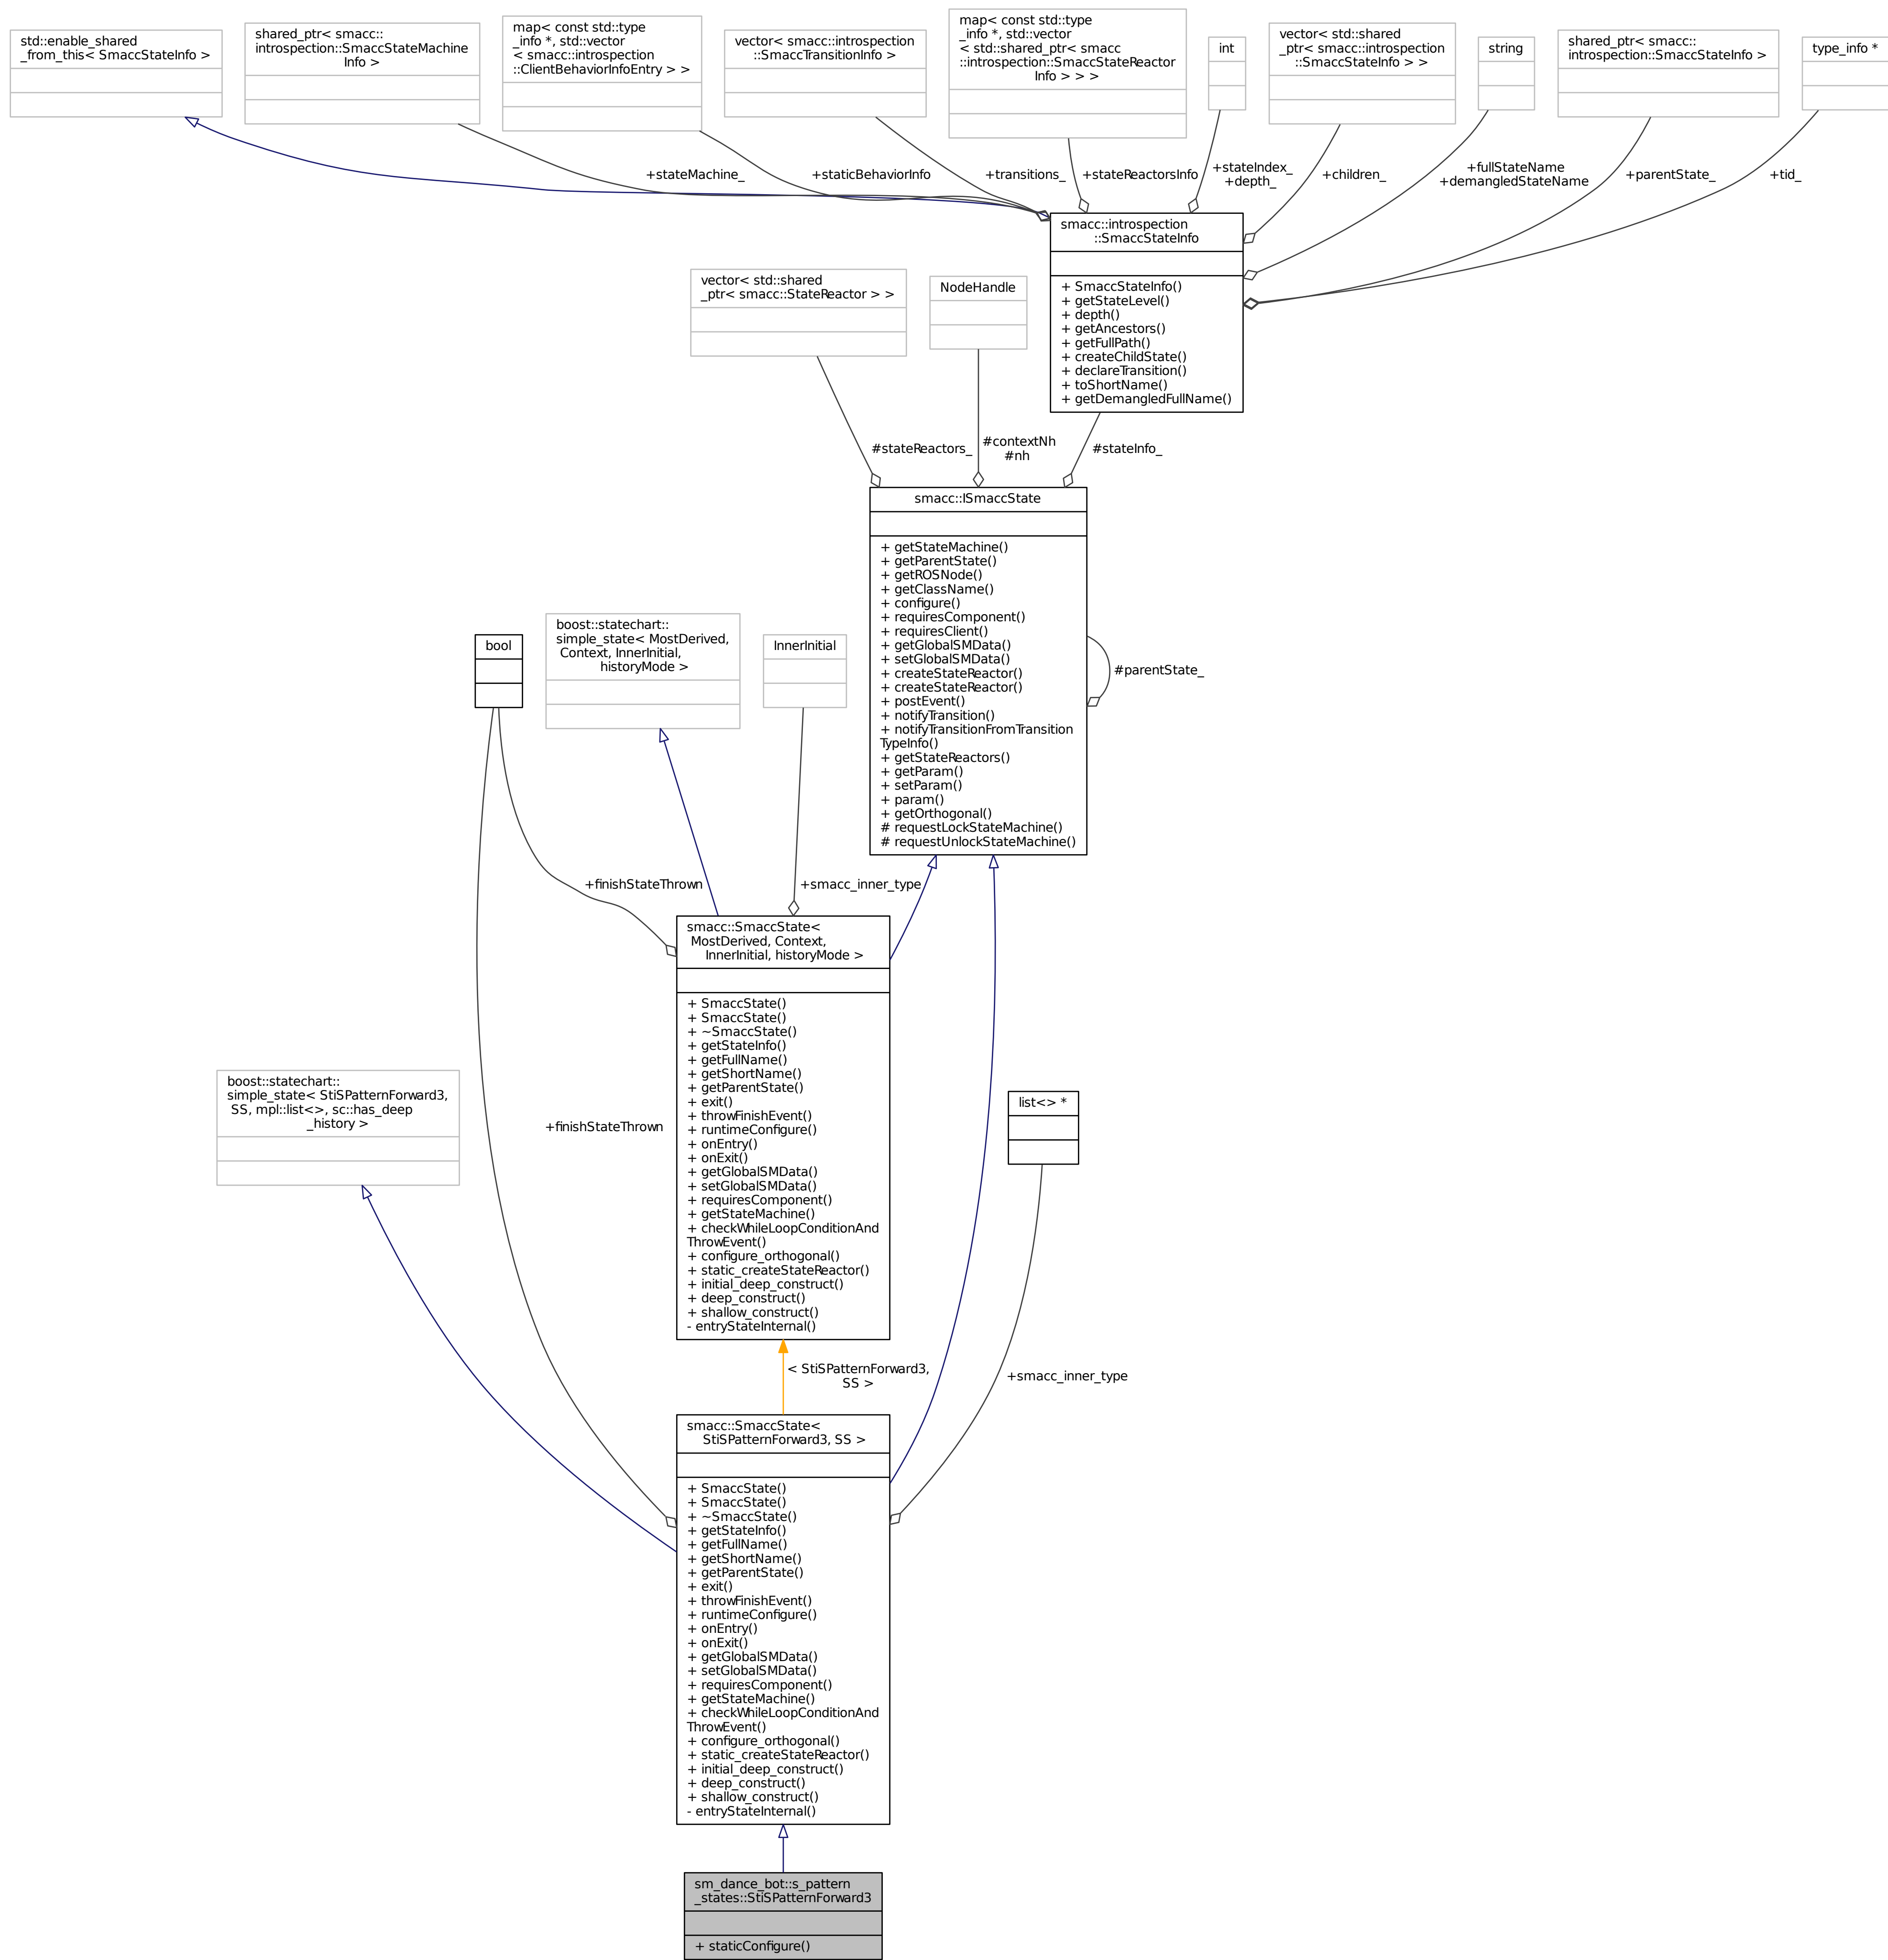 std::enable_shared
_from_this< SmaccStateInfo >
shared_ptr< smacc::
introspection::SmaccStateMachine
Info >
map< const std::type
_info *, std::vector
< smacc::introspection
::ClientBehaviorInfoEntry > >
vector< smacc::introspection
::SmaccTransitionInfo >
map< const std::type
_info *, std::vector
< std::shared_ptr< smacc
::introspection::SmaccStateReactor
Info > > >
int
vector< std::shared
_ptr< smacc::introspection
::SmaccStateInfo > >
string
shared_ptr< smacc::
introspection::SmaccStateInfo >
type_info *
+stateMachine_
+staticBehaviorInfo
+transitions_
+stateReactorsInfo
+stateIndex_
+depth_
+children_
+fullStateName
+demangledStateName
+parentState_
+tid_
smacc::introspection
::SmaccStateInfo
+ SmaccStateInfo()
+ getStateLevel()
+ depth()
+ getAncestors()
+ getFullPath()
+ createChildState()
+ declareTransition()
+ toShortName()
+ getDemangledFullName()
vector< std::shared
_ptr< smacc::StateReactor > >
NodeHandle
#stateReactors_
#contextNh
#nh
#stateInfo_
smacc::ISmaccState
+ getStateMachine()
+ getParentState()
+ getROSNode()
+ getClassName()
+ configure()
+ requiresComponent()
+ requiresClient()
+ getGlobalSMData()
+ setGlobalSMData()
+ createStateReactor()
+ createStateReactor()
+ postEvent()
+ notifyTransition()
+ notifyTransitionFromTransition
TypeInfo()
+ getStateReactors()
+ getParam()
+ setParam()
+ param()
+ getOrthogonal()
# requestLockStateMachine()
# requestUnlockStateMachine()
#parentState_
bool
boost::statechart::
simple_state< MostDerived,
Context, InnerInitial,
historyMode >
InnerInitial
+finishStateThrown
+smacc_inner_type
smacc::SmaccState<
MostDerived, Context,
InnerInitial, historyMode >
+ SmaccState()
+ SmaccState()
+ ~SmaccState()
+ getStateInfo()
+ getFullName()
+ getShortName()
+ getParentState()
+ exit()
+ throwFinishEvent()
+ runtimeConfigure()
+ onEntry()
+ onExit()
+ getGlobalSMData()
+ setGlobalSMData()
+ requiresComponent()
+ getStateMachine()
+ checkWhileLoopConditionAnd
ThrowEvent()
+ configure_orthogonal()
+ static_createStateReactor()
+ initial_deep_construct()
+ deep_construct()
+ shallow_construct()
- entryStateInternal()
boost::statechart::
simple_state< StiSPatternForward3,
SS, mpl::list<>, sc::has_deep
_history >
+finishStateThrown
list<> *
< StiSPatternForward3,
SS >
+smacc_inner_type
smacc::SmaccState<
StiSPatternForward3, SS >
+ SmaccState()
+ SmaccState()
+ ~SmaccState()
+ getStateInfo()
+ getFullName()
+ getShortName()
+ getParentState()
+ exit()
+ throwFinishEvent()
+ runtimeConfigure()
+ onEntry()
+ onExit()
+ getGlobalSMData()
+ setGlobalSMData()
+ requiresComponent()
+ getStateMachine()
+ checkWhileLoopConditionAnd
ThrowEvent()
+ configure_orthogonal()
+ static_createStateReactor()
+ initial_deep_construct()
+ deep_construct()
+ shallow_construct()
- entryStateInternal()
sm_dance_bot::s_pattern
_states::StiSPatternForward3
+ staticConfigure()